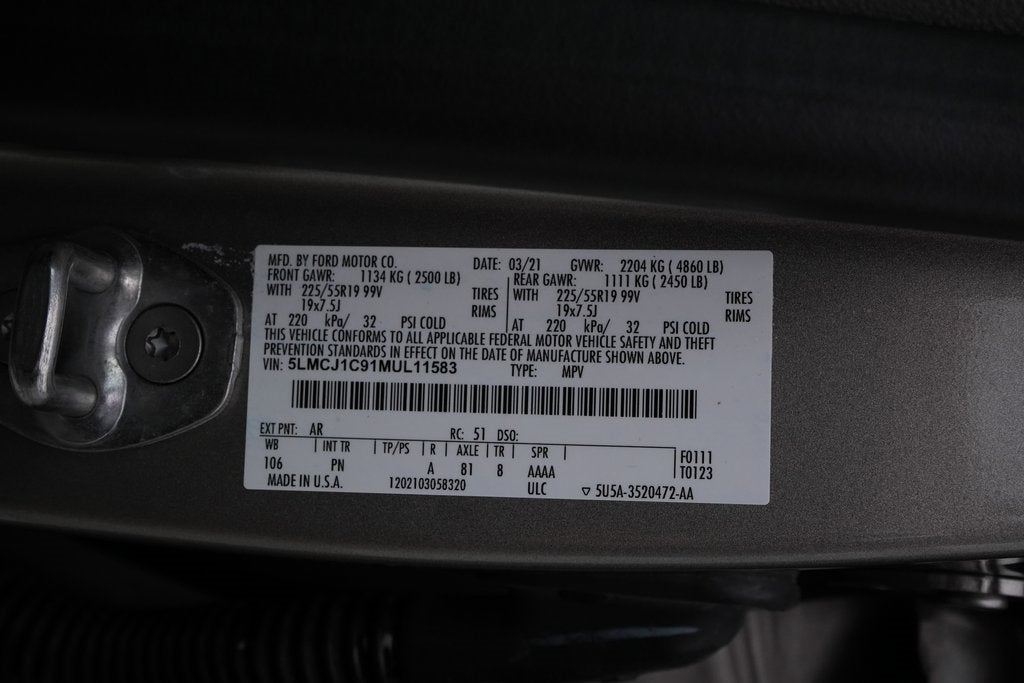 MFD. BY FORD MOTOR CO. DATE: 03/21 GVWR: 2204 KG ( 4860 LB)
FRONT GAWR: 1134 KG ( 2500 LB) REAR GAWR: 1111 KG ( 2450 LB)
WITH 225/55R19 99V TIRES WITH 225/55R19 99V TIRES
19x7.5J RIMS 19x7.5J RIMS
AT 220 kPa/ 32 PSI COLD AT 220 kPa/ 32 PSI COLD
THIS VEHICLE CONFORMS TO ALL APPLICABLE FEDERAL MOTOR VEHICLE SAFETY AND THEFT
PREVENTION STANDARDS IN EFFECT ON THE DATE OF MANUFACTURE SHOWN ABOVE.
VIN: 5LMCJ1C91MUL11583 TYPE: MPV
EXT PNT: AR RC: 51 DSO:
WB INT TR TP/PS R AXLE TR SPR F0111
106 PN A 81 8 AAAA T0123
MADE IN U.S.A. 1202103058320 ULC ▽ 5U5A-3520472-AA